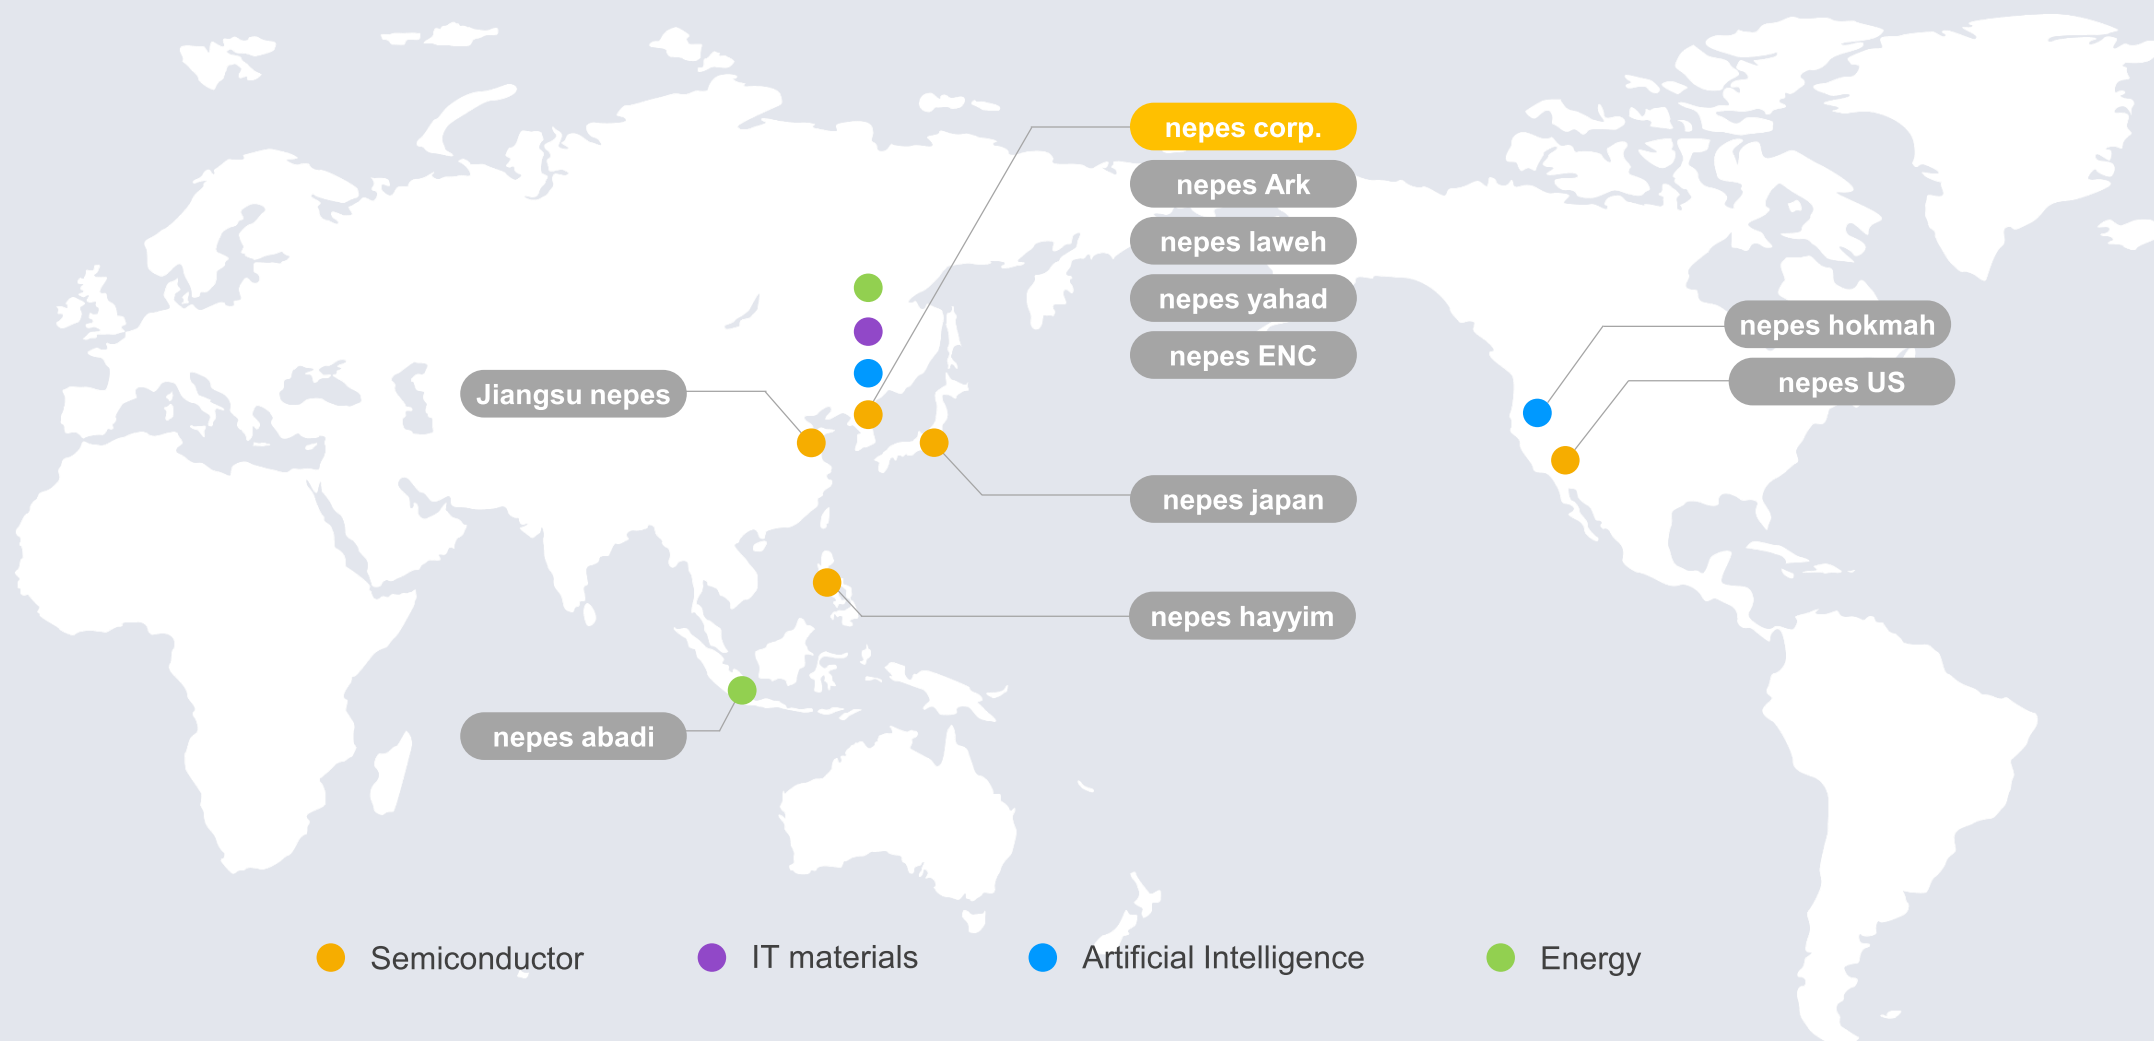 nepes corp.
nepes Ark
nepes laweh
nepes yahad
nepes ENC
nepes hokmah
nepes US
Jiangsu nepes
nepes japan
nepes hayyim
nepes abadi
Semiconductor
IT materials
Artificial Intelligence
Energy